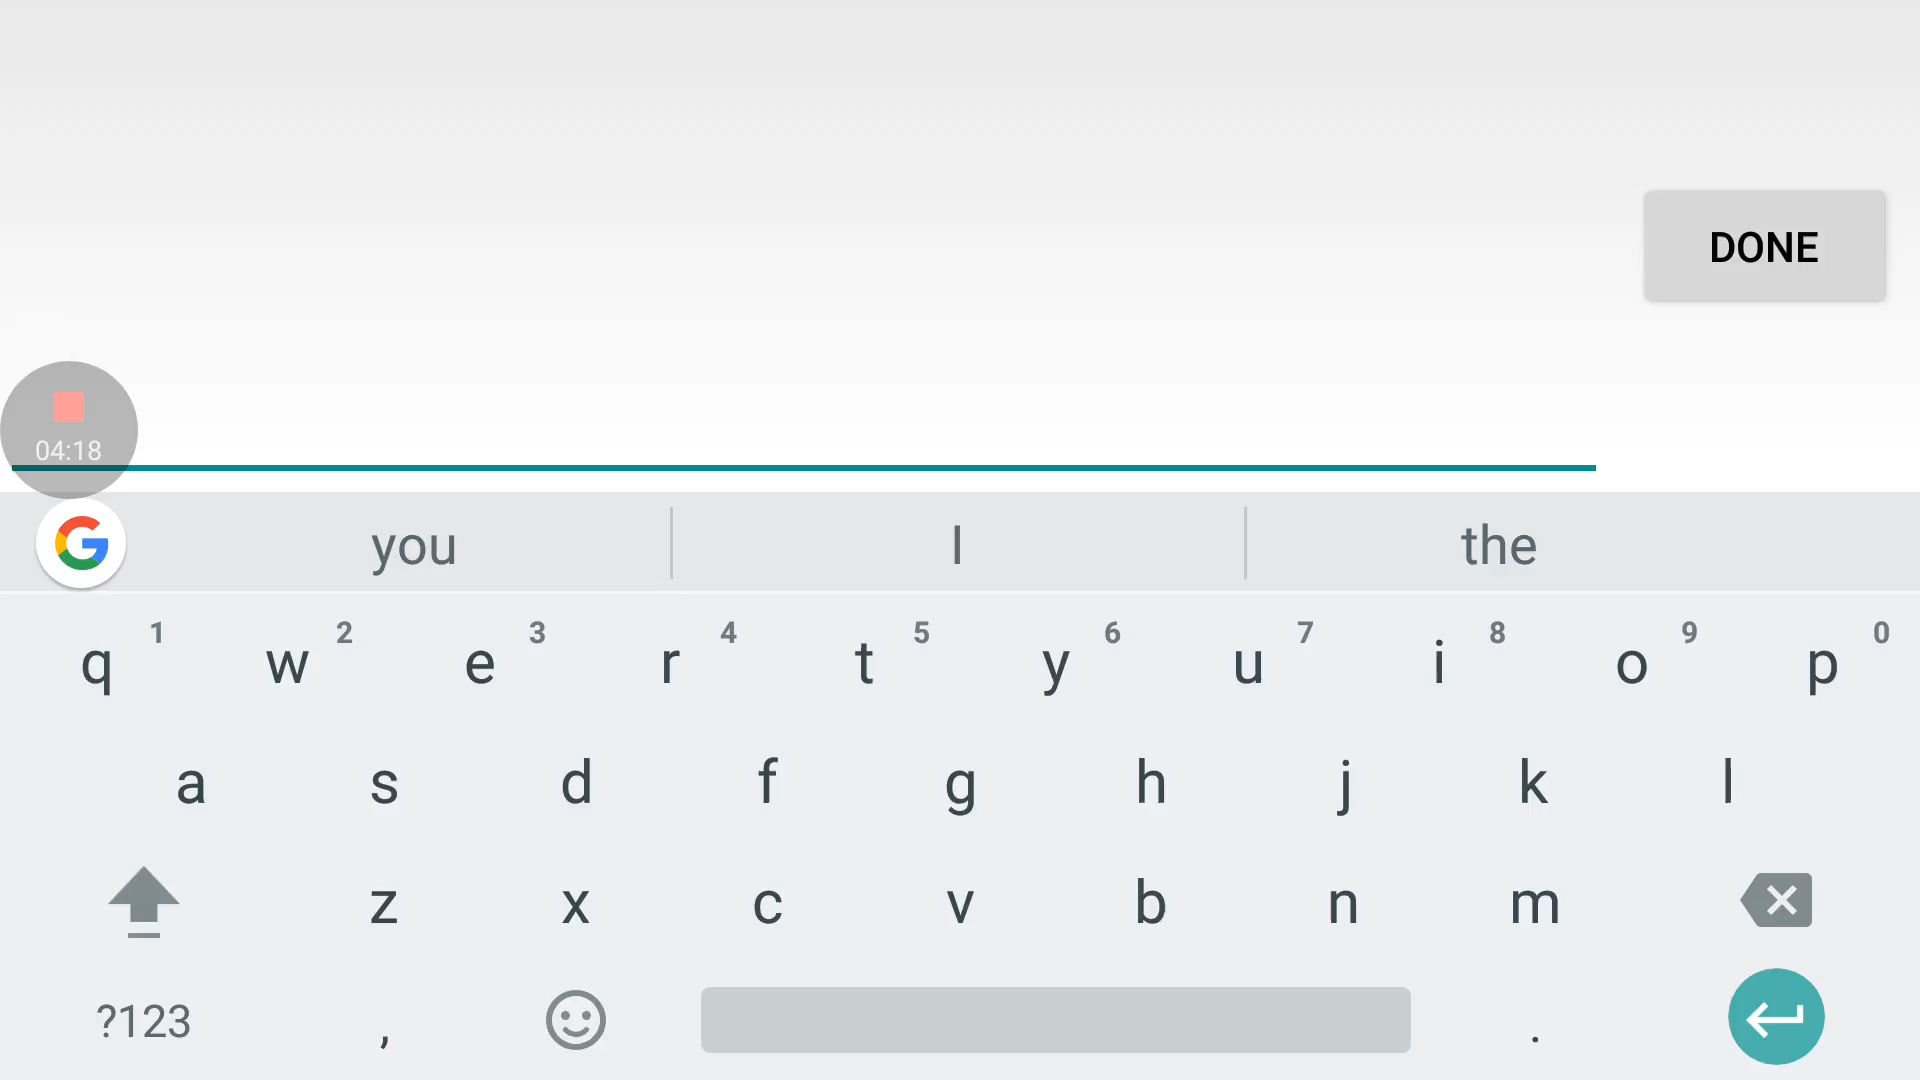 DONE
04:18
you I the
1 2 3 4 5 6 7 8 9 0
q w e r t y u i o p
a s d f g h j k l
z x c v b n m
?123 , .